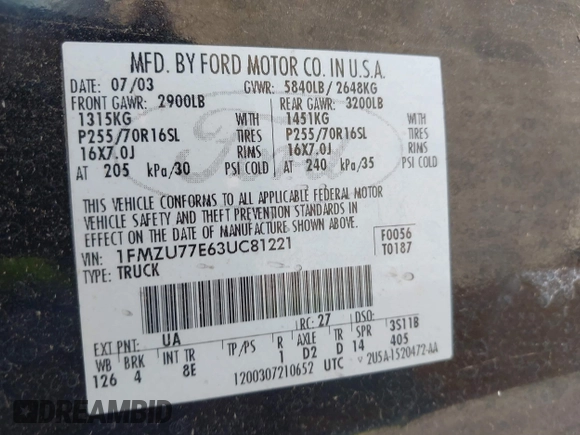 MFD. BY FORD MOTOR CO. IN U.S.A.
DATE: 07/03 GVWR: 5840LB/ 2648KG
FRONT GAWR: 2900LB REAR GAWR: 3200LB
1315KG WITH 1451KG WITH
P255/70R16SL TIRES P255/70R16SL TIRES
16X7.0J RIMS 16X7.0J RIMS
AT 205 kPa/30 PSI COLD AT 240 kPa/35 PSI COLD
Ford
THIS VEHICLE CONFORMS TO ALL APPLICABLE FEDERAL MOTOR
VEHICLE SAFETY AND THEFT PREVENTION STANDARDS IN
EFFECT ON THE DATE OF MANUFACTURE SHOWN ABOVE.
VIN: 1FMZU77E63UC81221 F0056
TYPE: TRUCK T0187
EXT PNT: UA RC: 27 DSO:
WB BRK INT TR TP/PS R AXLE TR SPR 3S11B
126 4 8E 1 D2 D 14 405
1200307210652 UTC V2U5A-1520472-AA
DREAMBID